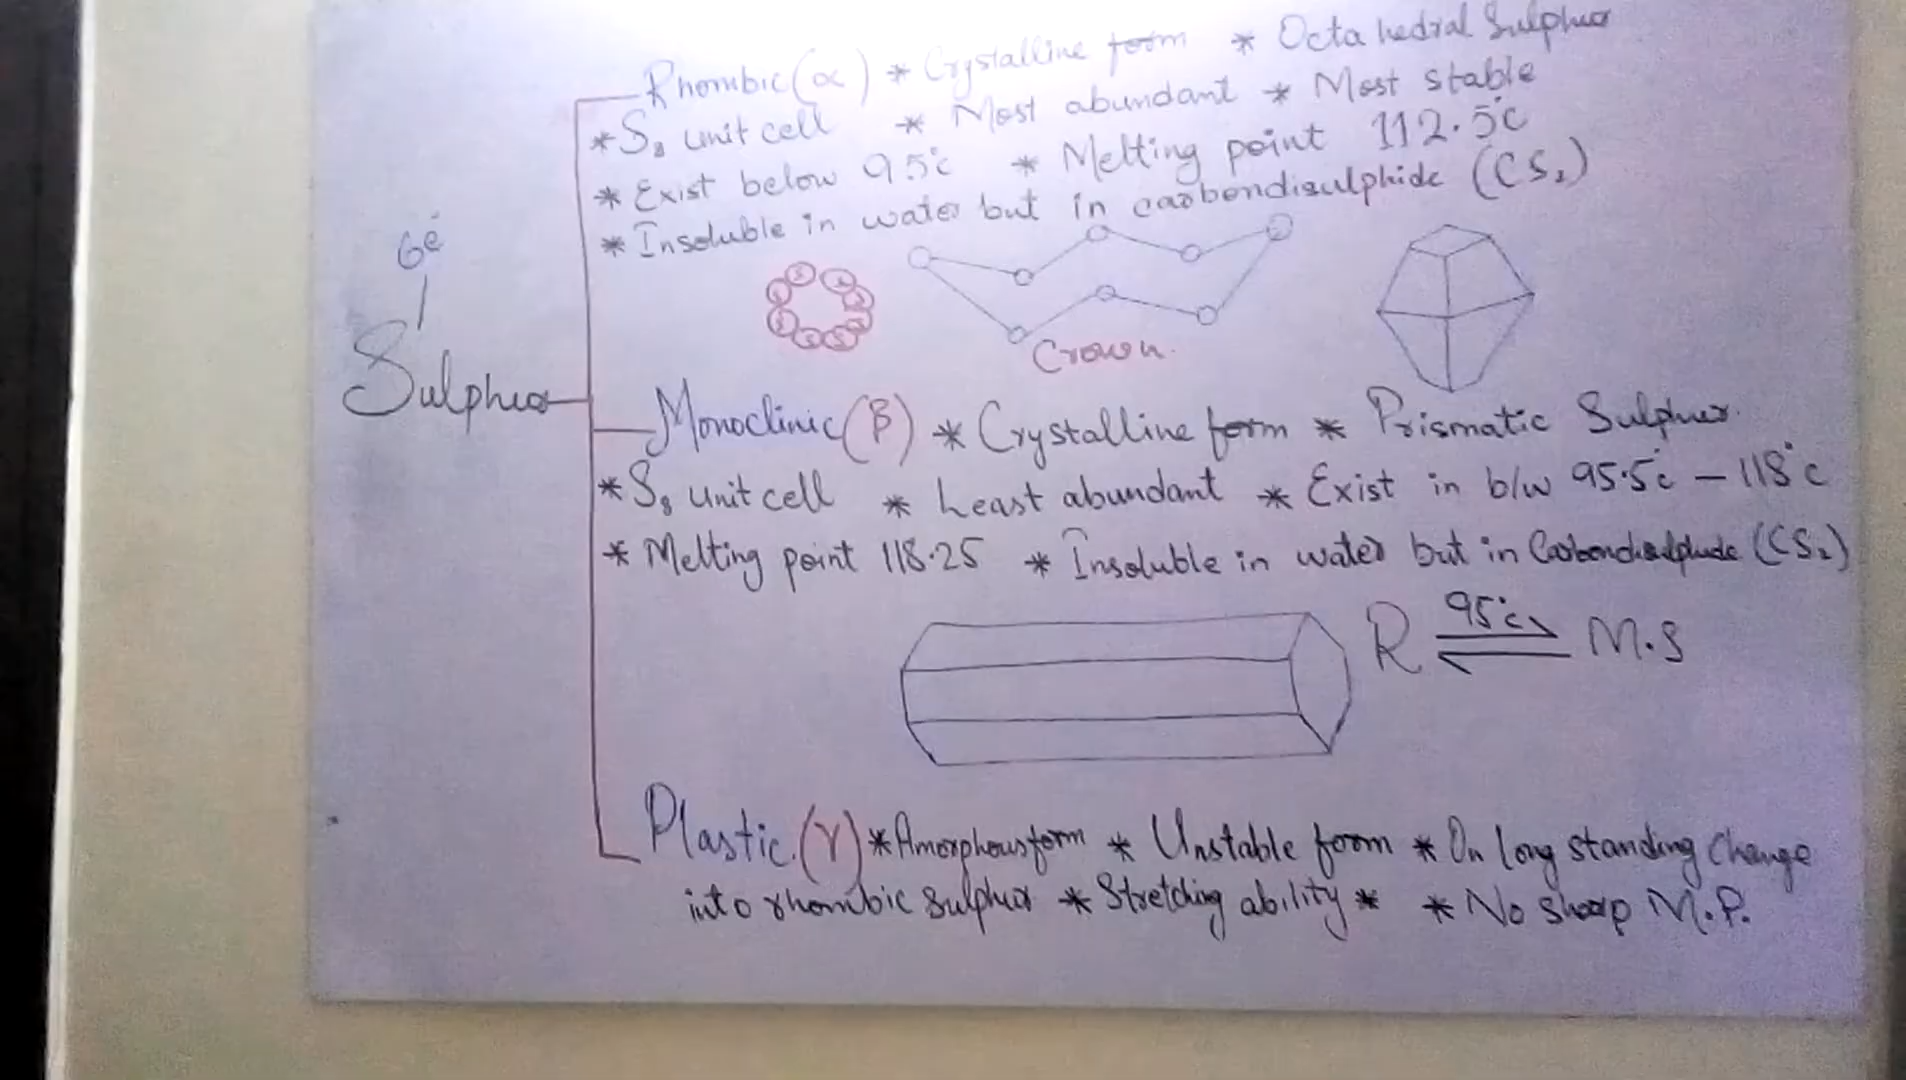 Rhombic (α) * Crystalline form * Octahedral Sulphur
* S₈ unit cell * Most abundant * Most stable
* Exist below 95°c * Melting point 112.5°c
* Insoluble in water but in carbondisulphide (CS₂)
6e⁻
Crown
Sulphur
Monoclinic (β) * Crystalline form * Prismatic Sulphur
* S₈ unit cell * Least abundant * Exist in b/w 95.5°c - 118°c
* Melting point 118.25 * Insoluble in water but in Carbondisulphide (CS₂)
R ⇌ 95°c M.S
Plastic (γ) * Amorphous form * Unstable form * On long standing change
into rhombic sulphur * Stretching ability * * No sharp M.P.